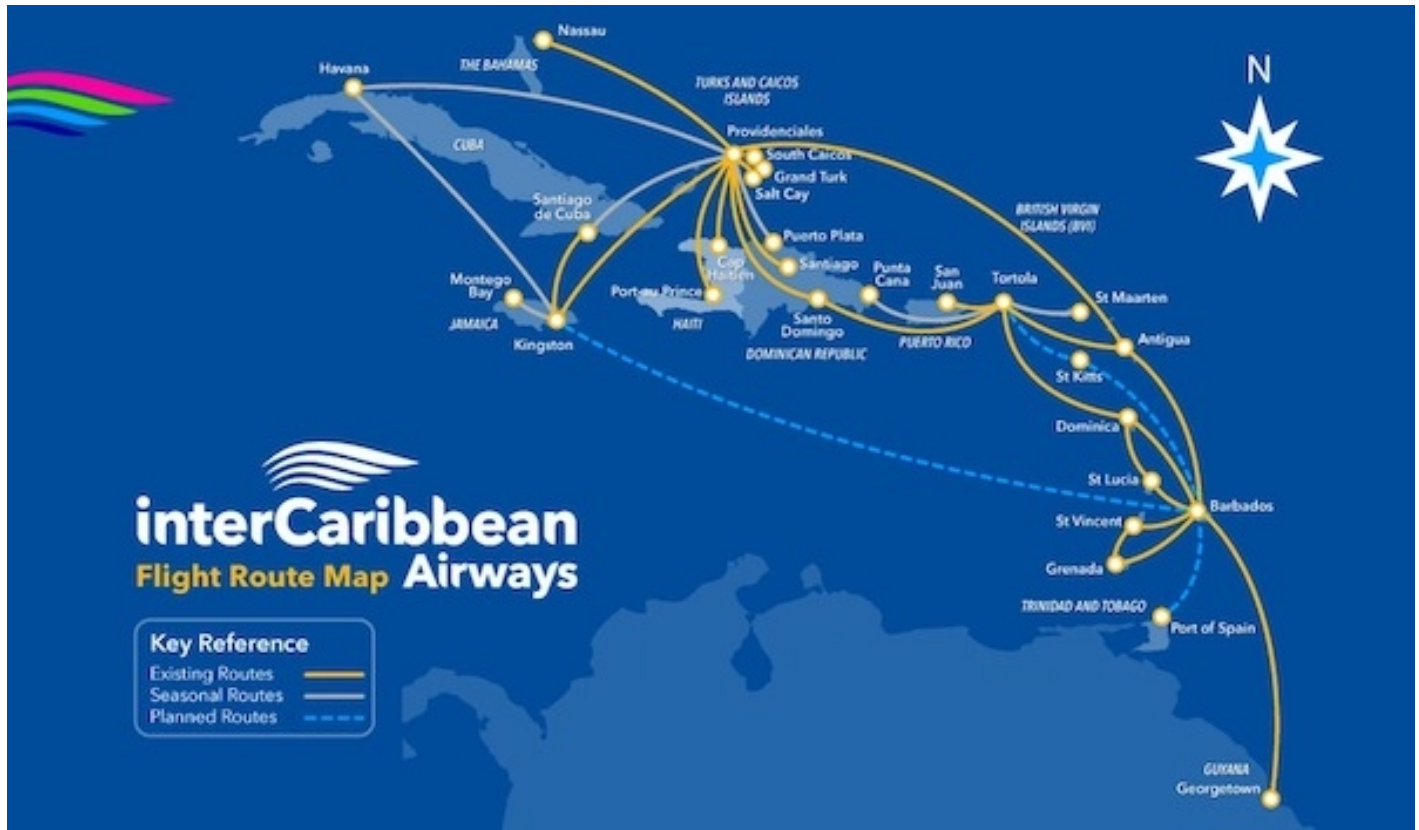 Nassau
THE BAHAMAS
Havana
TURKS AND CAICOS
ISLANDS
N
CUBA
Providenciales
South Caicos
Grand Turk
Salt Cay
Santiago
de Cuba
BRITISH VIRGIN
ISLANDS (BVI)
Puerto Plata
Cap
Haïtien
Santiago
Punta
Cana
San
Juan
Tortola
Montego
Bay
Port-au Prince
St Maarten
JAMAICA
Kingston
HAITI
Santo
Domingo
DOMINICAN REPUBLIC
PUERTO RICO
Antigua
St Kitts
Dominica
St Lucia
Barbados
St Vincent
Grenada
TRINIDAD AND TOBAGO
Port of Spain
interCaribbean
Flight Route Map Airways
Key Reference
Existing Routes
Seasonal Routes
Planned Routes
GUYANA
Georgetown